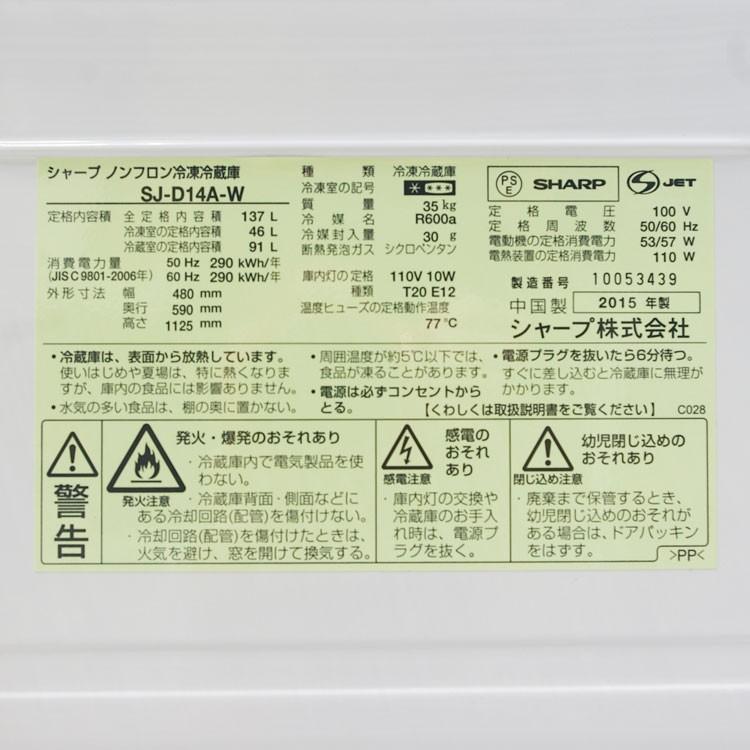 シャープ ノンフロン冷凍冷蔵庫
SJ-D14A-W
定格内容積 全定格内容積 137 L
冷凍室の定格内容積 46 L
冷蔵室の定格内容積 91 L
消費電力量 50 Hz 290 kWh/年
(JIS C 9801-2006年) 60 Hz 290 kWh/年
外形寸法 幅 480 mm
奥行 590 mm
高さ 1125 mm
種類 冷凍冷蔵庫
冷凍室の記号 * ***
質量 35 kg
冷媒名 R600a
冷媒封入量 30 g
断熱発泡ガス シクロペンタン
庫内灯の定格 110V 10W
種類 T20 E12
温度ヒューズの定格動作温度
77℃
PSE SHARP S JET
定格電圧 100 V
定格周波数 50/60 Hz
電動機の定格消費電力 53/57 W
電熱装置の定格消費電力 110 W
製造番号 10053439
中国製 2015 年製
シャープ株式会社
・冷蔵庫は、表面から放熱しています。
使いはじめや夏場は、特に熱くなりま
すが、庫内の食品には影響ありません。
・水気の多い食品は、棚の奥に置かない。
・周囲温度が約5℃以下では、
食品が凍ることがあります。
・電源は必ずコンセントから
とる。
・電源プラグを抜いたら6分待つ。
すぐに差し込むと冷蔵庫に無理が
かかります。
【くわしくは取扱説明書をご覧ください】 C028
警告
発火・爆発のおそれあり
発火注意
・冷蔵庫内で電気製品を使
わない。
・冷蔵庫背面・側面などに
ある冷却回路(配管)を傷付けない。
・冷却回路(配管)を傷付けたときは、
火気を避け、窓を開けて換気する。
感電の
おそれ
あり
感電注意
・庫内灯の交換や
冷蔵庫のお手入
れ時は、電源プ
ラグを抜く。
幼児閉じ込めの
おそれあり
閉じ込め注意
・廃棄まで保管するとき、
幼児閉じ込めのおそれが
ある場合は、ドアパッキン
をはずす。
>PP<